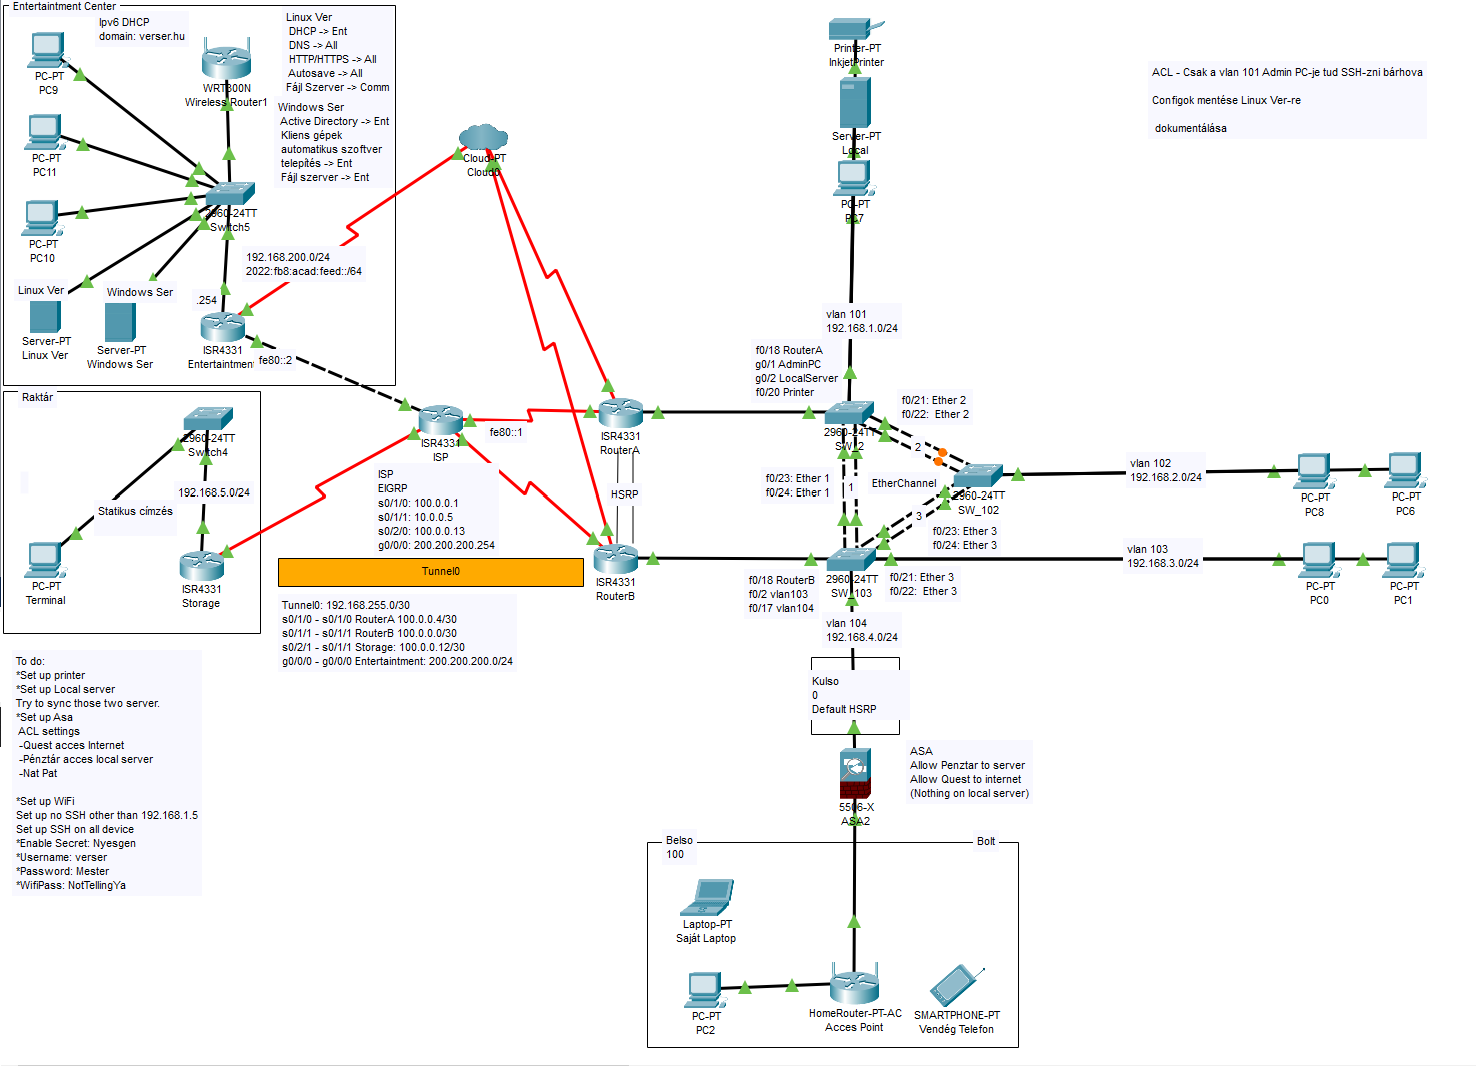 Entertaintment Center
Ipv6 DHCP
domain: verser.hu
Linux Ver
DHCP -> Ent
DNS -> All
HTTP/HTTPS -> All
Autosave -> All
Fájl Szerver -> Comm
Windows Ser
Active Directory -> Ent
Kliens gépek
automatikus szoftver
telepítés -> Ent
Fájl szerver -> Ent
PC-PT
PC9
WRT300N
Wireless Router1
PC-PT
PC11
2960-24TT
Switch5
PC-PT
PC10
192.168.200.0/24
2022:fb8:acad:feed::/64
Linux Ver
Windows Ser
.254
Server-PT
Linux Ver
Server-PT
Windows Ser
ISR4331
Entertaintment
fe80::2
Cloud-PT
Cloud0
Printer-PT
InkjetPrinter
Server-PT
Local
PC-PT
PC7
ACL - Csak a vlan 101 Admin PC-je tud SSH-zni bárhova
Configok mentése Linux Ver-re
dokumentálása
vlan 101
192.168.1.0/24
f0/18 RouterA
g0/1 AdminPC
g0/2 LocalServer
f0/20 Printer
f0/21: Ether 2
f0/22: Ether 2
Raktár
2960-24TT
Switch4
192.168.5.0/24
Statikus címzés
PC-PT
Terminal
ISR4331
Storage
ISR4331
ISP
fe80::1
ISR4331
RouterA
ISP
EIGRP
s0/1/0: 100.0.0.1
s0/1/1: 10.0.0.5
s0/2/0: 100.0.0.13
g0/0/0: 200.200.200.254
HSRP
2960-24TT
2
f0/23: Ether 1
f0/24: Ether 1
1
EtherChannel
2960-24TT
SW_102
3
vlan 102
192.168.2.0/24
PC-PT
PC8
PC-PT
PC6
f0/23: Ether 3
f0/24: Ether 3
Tunnel0
ISR4331
RouterB
Tunnel0: 192.168.255.0/30
s0/1/0 - s0/1/0 RouterA 100.0.0.4/30
s0/1/1 - s0/1/1 RouterB 100.0.0.0/30
s0/2/1 - s0/1/1 Storage: 100.0.0.12/30
g0/0/0 - g0/0/0 Entertaintment: 200.200.200.0/24
f0/18 RouterB
f0/2 vlan103
f0/17 vlan104
2960-24TT
SW_103
f0/21: Ether 3
f0/22: Ether 3
vlan 103
192.168.3.0/24
PC-PT
PC0
PC-PT
PC1
vlan 104
192.168.4.0/24
To do:
*Set up printer
*Set up Local server
Try to sync those two server.
*Set up Asa
ACL settings
-Quest acces Internet
-Pénztár acces local server
-Nat Pat
*Set up WiFi
Set up no SSH other than 192.168.1.5
Set up SSH on all device
*Enable Secret: Nyesgen
*Username: verser
*Password: Mester
*WifiPass: NotTellingYa
Kulso
0
Default HSRP
ASA
Allow Penztar to server
Allow Quest to internet
(Nothing on local server)
5506-X
ASA2
Belso
100
Bolt
Laptop-PT
Saját Laptop
PC-PT
PC2
HomeRouter-PT-AC
Acces Point
SMARTPHONE-PT
Vendég Telefon